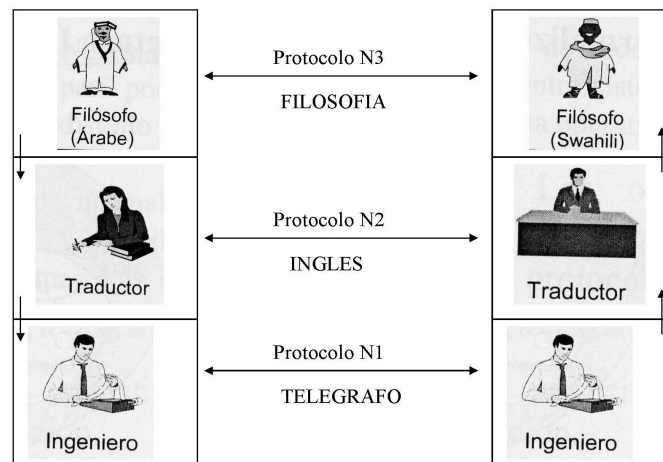 Protocolo N3
FILOSOFIA
Filósofo
(Árabe)
Filósofo
(Swahili)
Protocolo N2
INGLES
Traductor
Traductor
Protocolo N1
TELEGRAFO
Ingeniero
Ingeniero